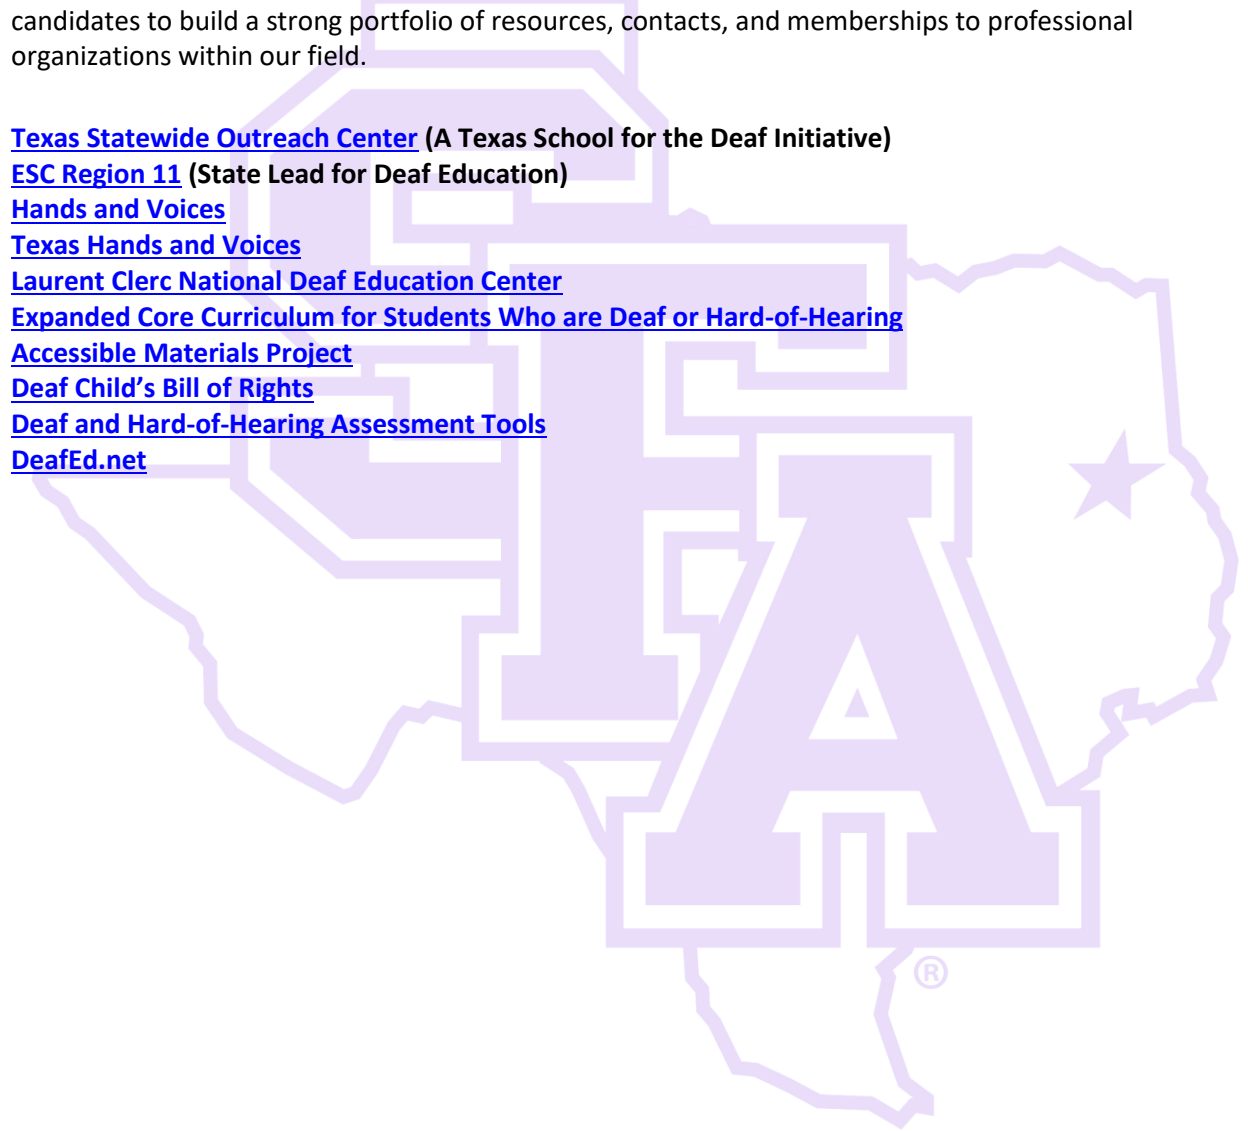 candidates to build a strong portfolio of resources, contacts, and memberships to professional
organizations within our field.
Texas Statewide Outreach Center (A Texas School for the Deaf Initiative)
ESC Region 11 (State Lead for Deaf Education)
Hands and Voices
Texas Hands and Voices
Laurent Clerc National Deaf Education Center
Expanded Core Curriculum for Students Who are Deaf or Hard-of-Hearing
Accessible Materials Project
Deaf Child’s Bill of Rights
Deaf and Hard-of-Hearing Assessment Tools
DeafEd.net
SFA
®